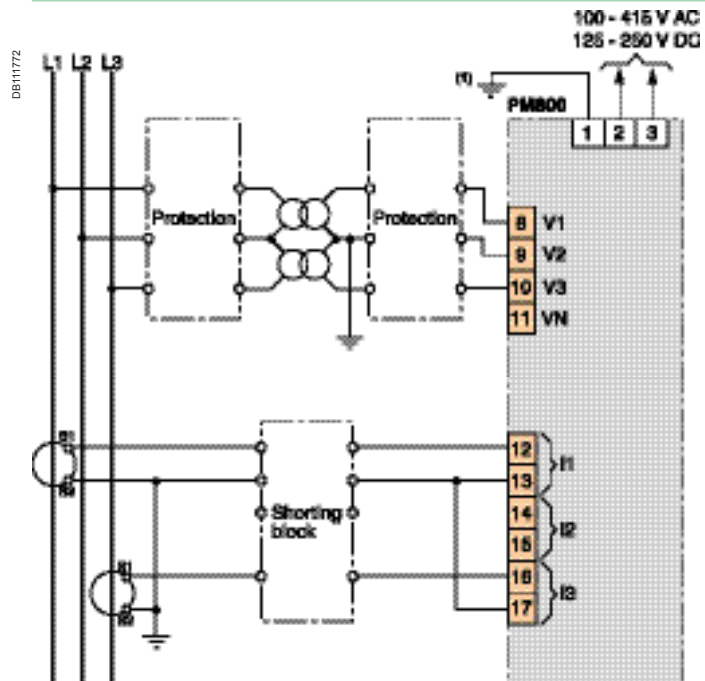 100 - 415 V AC
125 - 250 V DC
DB111772
L1 L2 L3
(1)
PM800
1 2 3
Protection
Protection
8 V1
9 V2
10 V3
11 VN
S1
S2
12
13
I1
14
15
I2
Shorting
block
S1
S2
16
17
I3